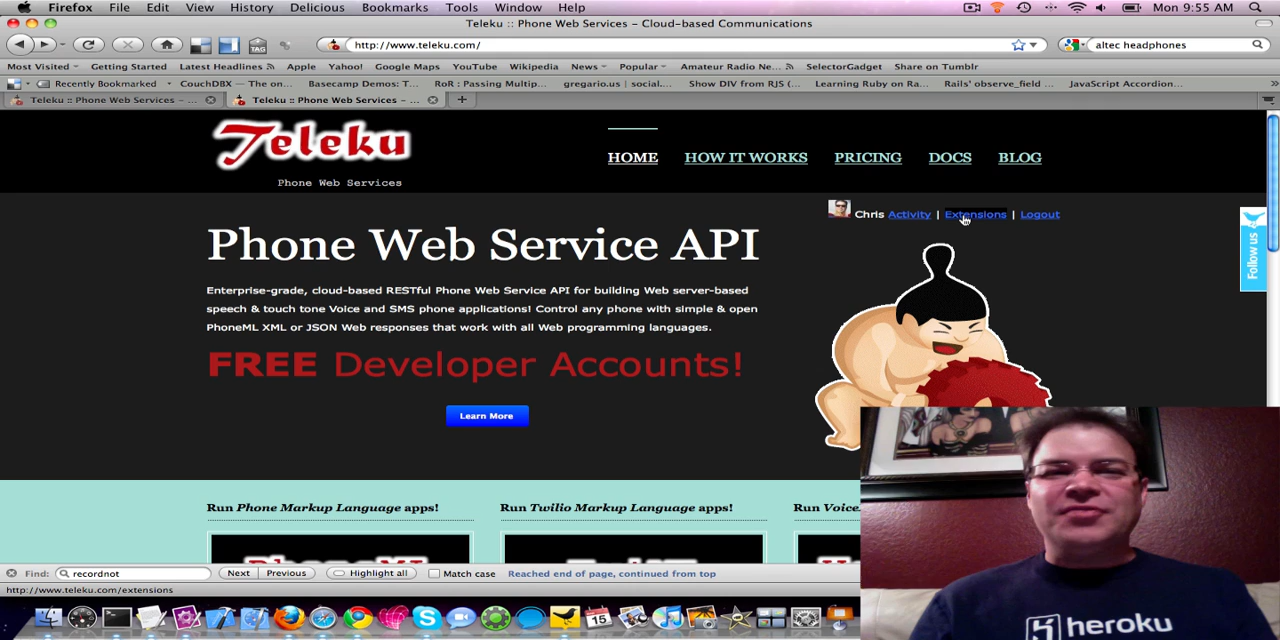 Firefox File Edit View History Delicious Bookmarks Tools Window Help Mon 9:55 AM
Teleku :: Phone Web Services – Cloud-based Communications
TAG http://www.teleku.com/ altec headphones
Most Visited Getting Started Latest Headlines Apple Yahoo! Google Maps YouTube Wikipedia News Popular Amateur Radio Ne... SelectorGadget Share on Tumblr
Recently Bookmarked CouchDBX — The on... Basecamp Demos: T... RoR : Passing Multip... gregario.us | social... Show DIV from RJS (... Learning Ruby on Ra... Rails' observe_field ... JavaScript Accordion...
Teleku :: Phone Web Services – ... Teleku :: Phone Web Services – ...
Teleku
Phone Web Services
HOME HOW IT WORKS PRICING DOCS BLOG
Chris Activity | Extensions | Logout
Follow us
Phone Web Service API
Enterprise-grade, cloud-based RESTful Phone Web Service API for building Web server-based
speech & touch tone Voice and SMS phone applications! Control any phone with simple & open
PhoneML XML or JSON Web responses that work with all Web programming languages.
FREE Developer Accounts!
Learn More
Run Phone Markup Language apps! Run Twilio Markup Language apps! Run
Find: recordnot Next Previous Highlight all Match case Reached end of page, continued from top
http://www.teleku.com/extensions
15
heroku